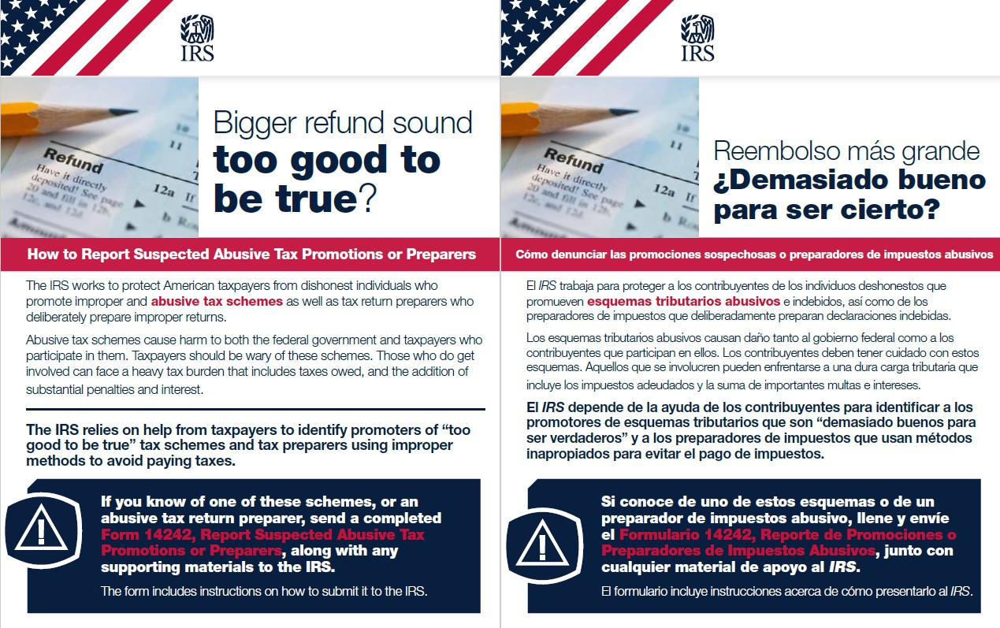 IRS
Refund
Have it directly
deposited! See page
20 and fill in 12b,
12c, and 12d
10
11
12a If
b
Bigger refund sound
too good to
be true?
How to Report Suspected Abusive Tax Promotions or Preparers
The IRS works to protect American taxpayers from dishonest individuals who
promote improper and abusive tax schemes as well as tax return preparers who
deliberately prepare improper returns.
Abusive tax schemes cause harm to both the federal government and taxpayers who
participate in them. Taxpayers should be wary of these schemes. Those who do get
involved can face a heavy tax burden that includes taxes owed, and the addition of
substantial penalties and interest.
The IRS relies on help from taxpayers to identify promoters of “too
good to be true” tax schemes and tax preparers using improper
methods to avoid paying taxes.
If you know of one of these schemes, or an
abusive tax return preparer, send a completed
Form 14242, Report Suspected Abusive Tax
Promotions or Preparers, along with any
supporting materials to the IRS.
The form includes instructions on how to submit it to the IRS.
IRS
Refund
Have it directly
deposited! See page
20 and fill in 12b,
12c, and 12d
10
11
12a If
b
Reembolso más grande
¿Demasiado bueno
para ser cierto?
Cómo denunciar las promociones sospechosas o preparadores de impuestos abusivos
El IRS trabaja para proteger a los contribuyentes de los individuos deshonestos que
promueven esquemas tributarios abusivos e indebidos, así como de los
preparadores de impuestos que deliberadamente preparan declaraciones indebidas.
Los esquemas tributarios abusivos causan daño tanto al gobierno federal como a los
contribuyentes que participan en ellos. Los contribuyentes deben tener cuidado con estos
esquemas. Aquellos que se involucren pueden enfrentarse a una dura carga tributaria que
incluye los impuestos adeudados y la suma de importantes multas e intereses.
El IRS depende de la ayuda de los contribuyentes para identificar a los
promotores de esquemas tributarios que son “demasiado buenos para
ser verdaderos” y a los preparadores de impuestos que usan métodos
inapropiados para evitar el pago de impuestos.
Si conoce de uno de estos esquemas o de un
preparador de impuestos abusivo, llene y envíe
el Formulario 14242, Reporte de Promociones o
Preparadores de Impuestos Abusivos, junto con
cualquier material de apoyo al IRS.
El formulario incluye instrucciones acerca de cómo presentarlo al IRS.